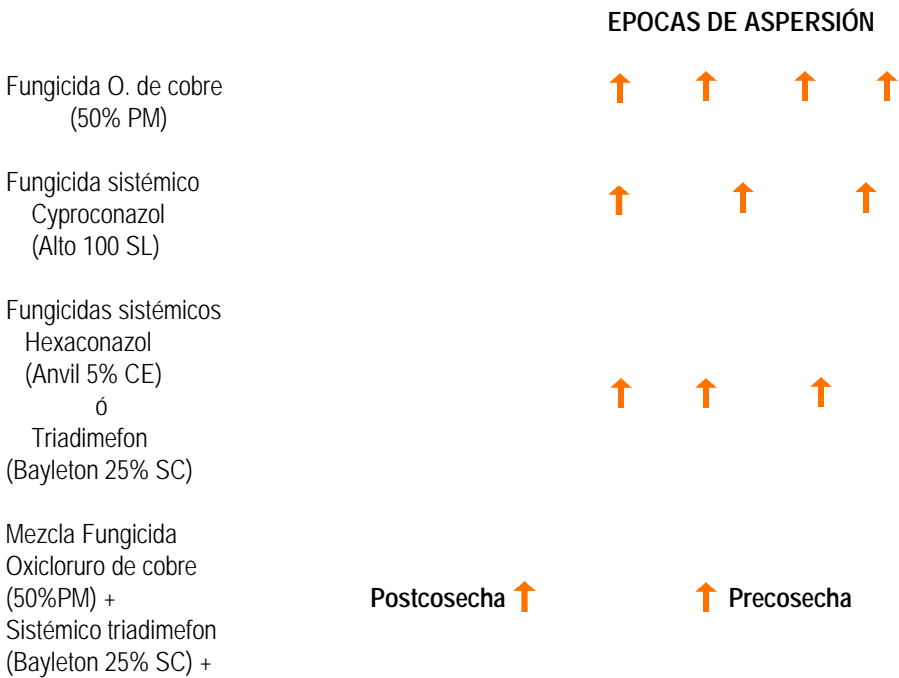 EPOCAS DE ASPERSIÓN
Fungicida O. de cobre
(50% PM)
Fungicida sistémico
Cyproconazol
(Alto 100 SL)
Fungicidas sistémicos
Hexaconazol
(Anvil 5% CE)
ó
Triadimefon
(Bayleton 25% SC)
Mezcla Fungicida
Oxicloruro de cobre
(50%PM) +
Postcosecha
Precosecha
Sistémico triadimefon
(Bayleton 25% SC) +